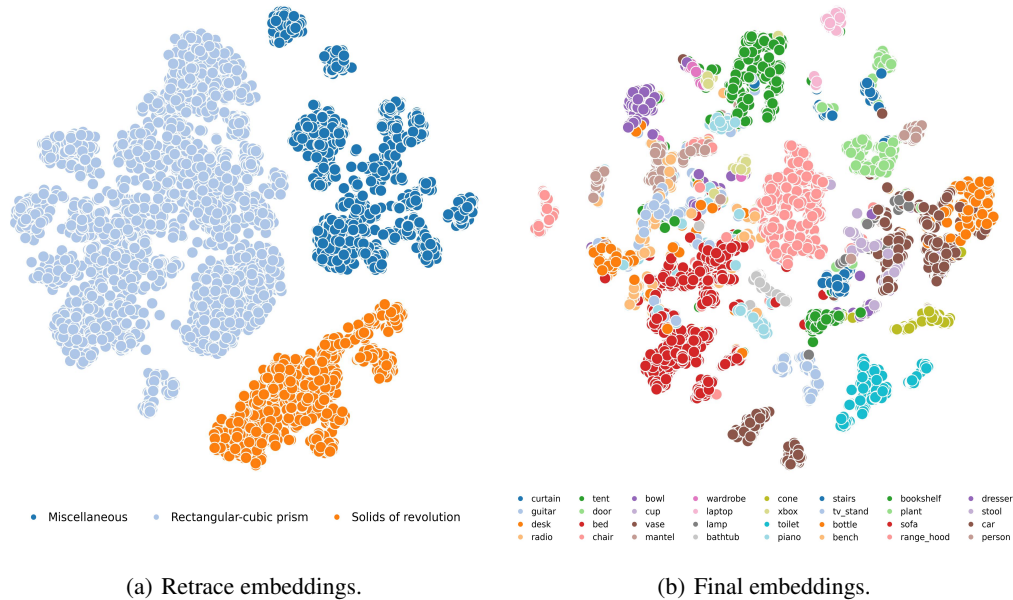 Miscellaneous Rectangular-cubic prism Solids of revolution
curtain tent bowl wardrobe cone stairs bookshelf dresser
guitar door cup laptop xbox tv_stand plant stool
desk bed vase lamp toilet bottle sofa car
radio chair mantel bathtub piano bench range_hood person
(a) Retrace embeddings.
(b) Final embeddings.